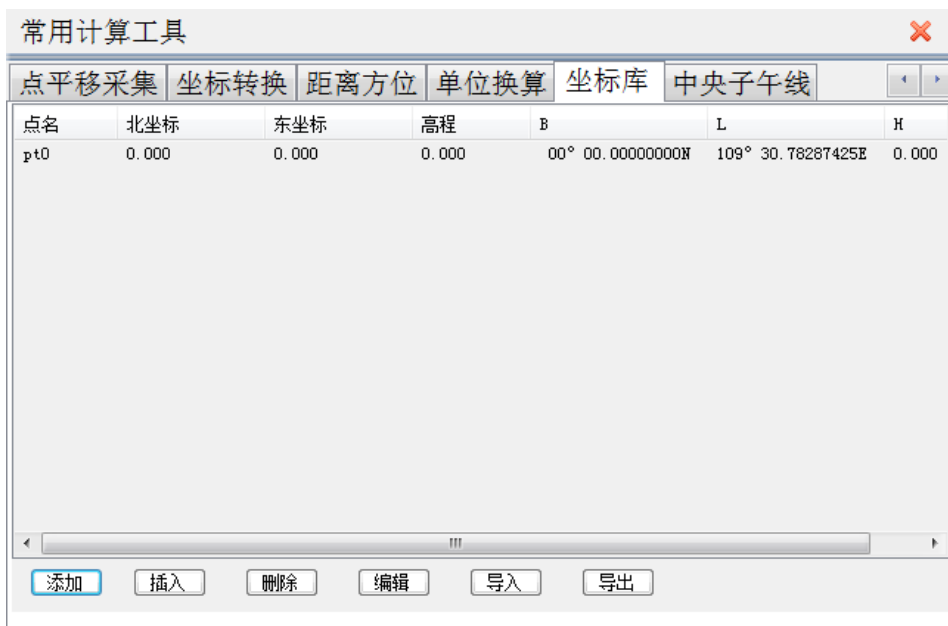 常用计算工具
点平移采集 坐标转换 距离方位 单位换算 坐标库 中央子午线
点名 北坐标 东坐标 高程 B L H
pt0 0.000 0.000 0.000 00° 00.00000000N 109° 30.78287425E 0.000
添加 插入 删除 编辑 导入 导出